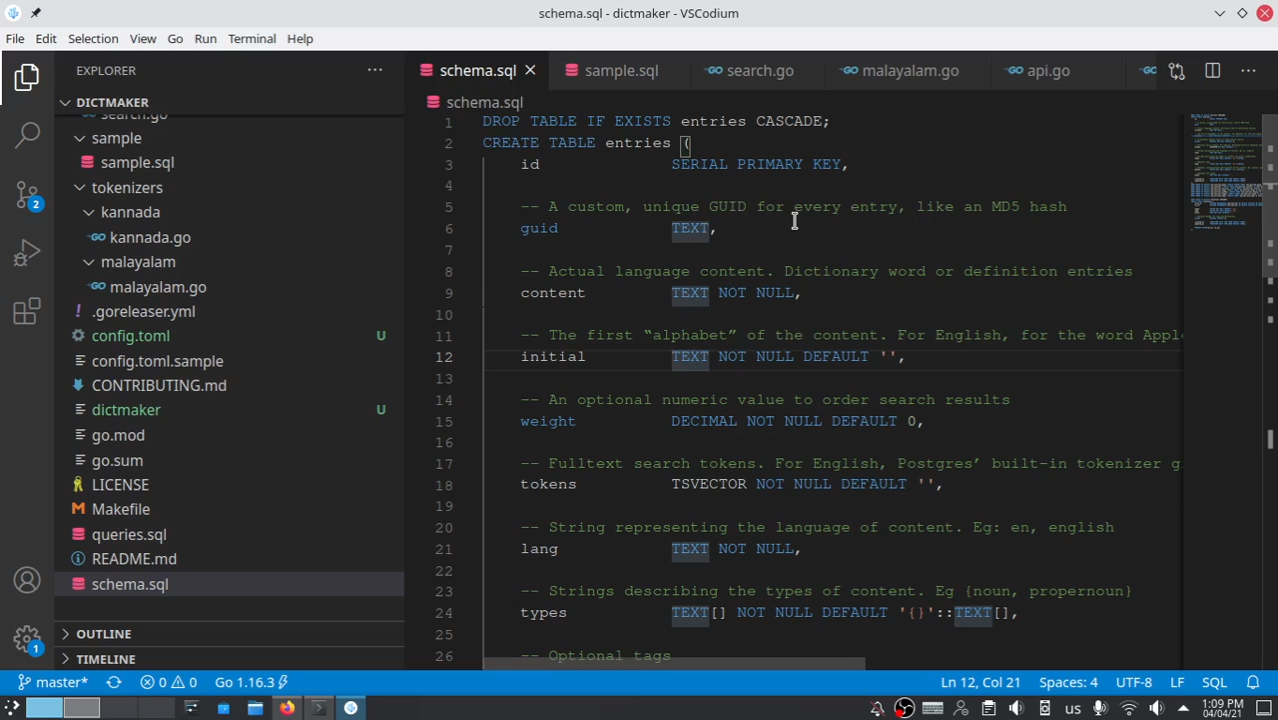 schema.sql - dictmaker - VSCodium
File Edit Selection View Go Run Terminal Help
EXPLORER
DICTMAKER
search.go
sample
sample.sql
tokenizers
kannada
kannada.go
malayalam
malayalam.go
.goreleaser.yml
config.toml U
config.toml.sample
CONTRIBUTING.md
dictmaker U
go.mod
go.sum
LICENSE
Makefile
queries.sql
README.md
schema.sql
OUTLINE
TIMELINE
2
1
schema.sql sample.sql search.go malayalam.go api.go
schema.sql
1 DROP TABLE IF EXISTS entries CASCADE;
2 CREATE TABLE entries (
3 id SERIAL PRIMARY KEY,
4
5 -- A custom, unique GUID for every entry, like an MD5 hash
6 guid TEXT,
7
8 -- Actual language content. Dictionary word or definition entries
9 content TEXT NOT NULL,
10
11 -- The first “alphabet” of the content. For English, for the word Appl
12 initial TEXT NOT NULL DEFAULT '',
13
14 -- An optional numeric value to order search results
15 weight DECIMAL NOT NULL DEFAULT 0,
16
17 -- Fulltext search tokens. For English, Postgres’ built-in tokenizer gi
18 tokens TSVECTOR NOT NULL DEFAULT '',
19
20 -- String representing the language of content. Eg: en, english
21 lang TEXT NOT NULL,
22
23 -- Strings describing the types of content. Eg {noun, propernoun}
24 types TEXT[] NOT NULL DEFAULT '{}'::TEXT[],
25
26 -- Optional tags
master* 0 0 Go 1.16.3 Ln 12, Col 21 Spaces: 4 UTF-8 LF SQL
1:09 PM
04/04/21